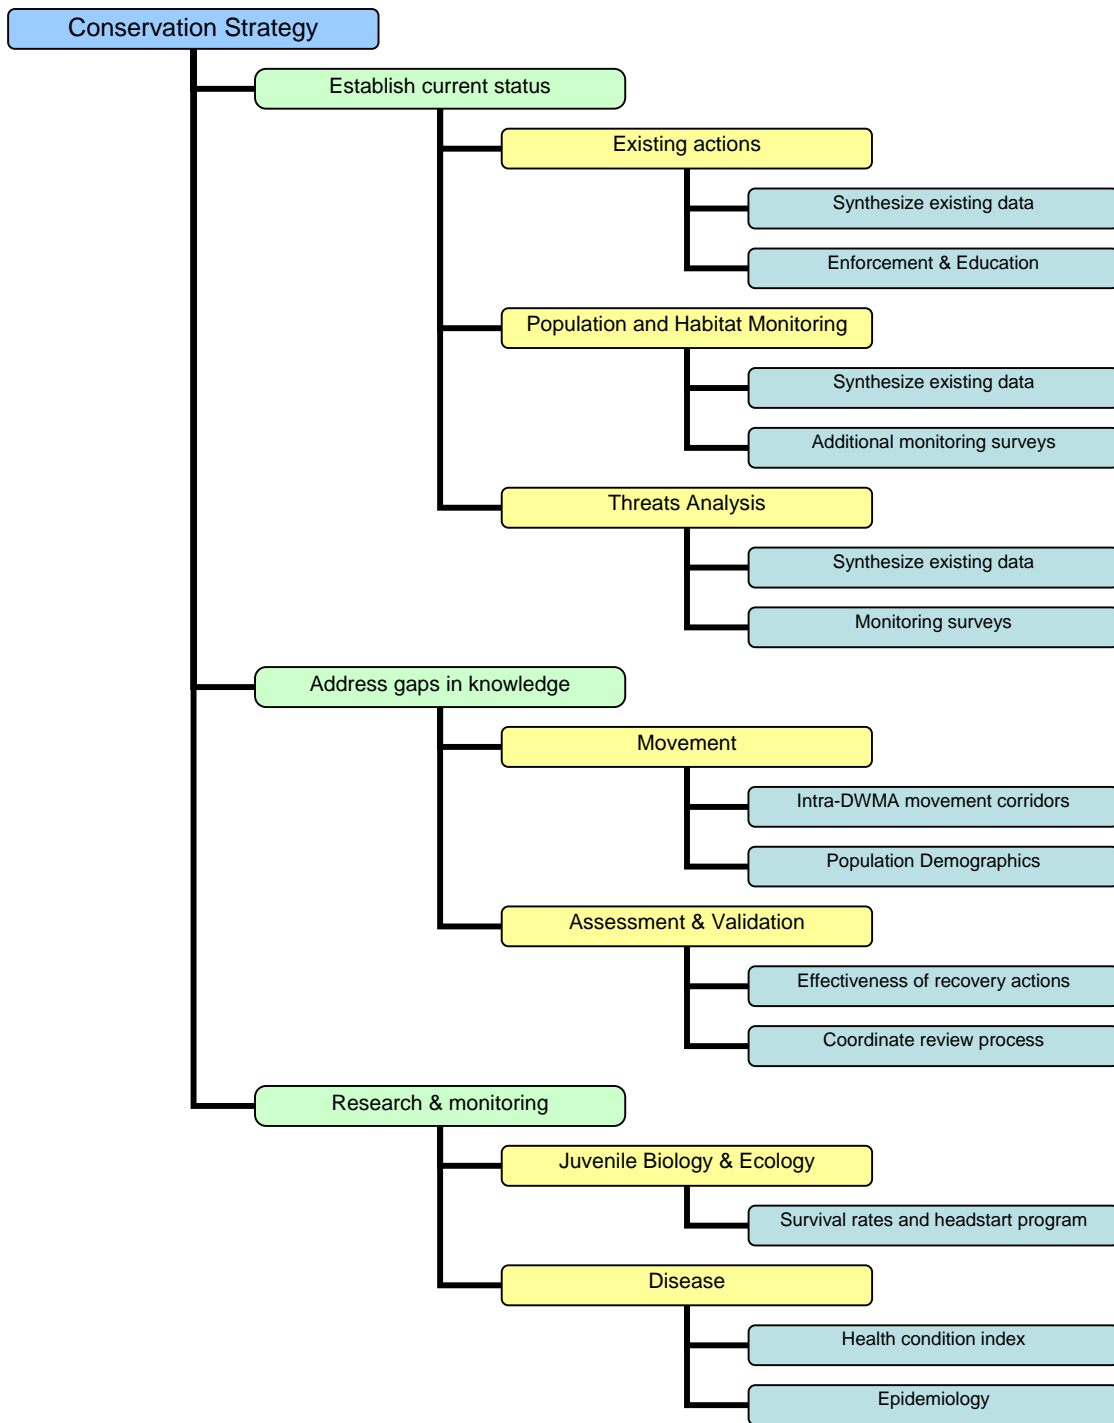 Conservation Strategy
Establish current status
Existing actions
Synthesize existing data
Enforcement & Education
Population and Habitat Monitoring
Synthesize existing data
Additional monitoring surveys
Threats Analysis
Synthesize existing data
Monitoring surveys
Address gaps in knowledge
Movement
Intra-DWMA movement corridors
Population Demographics
Assessment & Validation
Effectiveness of recovery actions
Coordinate review process
Research & monitoring
Juvenile Biology & Ecology
Survival rates and headstart program
Disease
Health condition index
Epidemiology